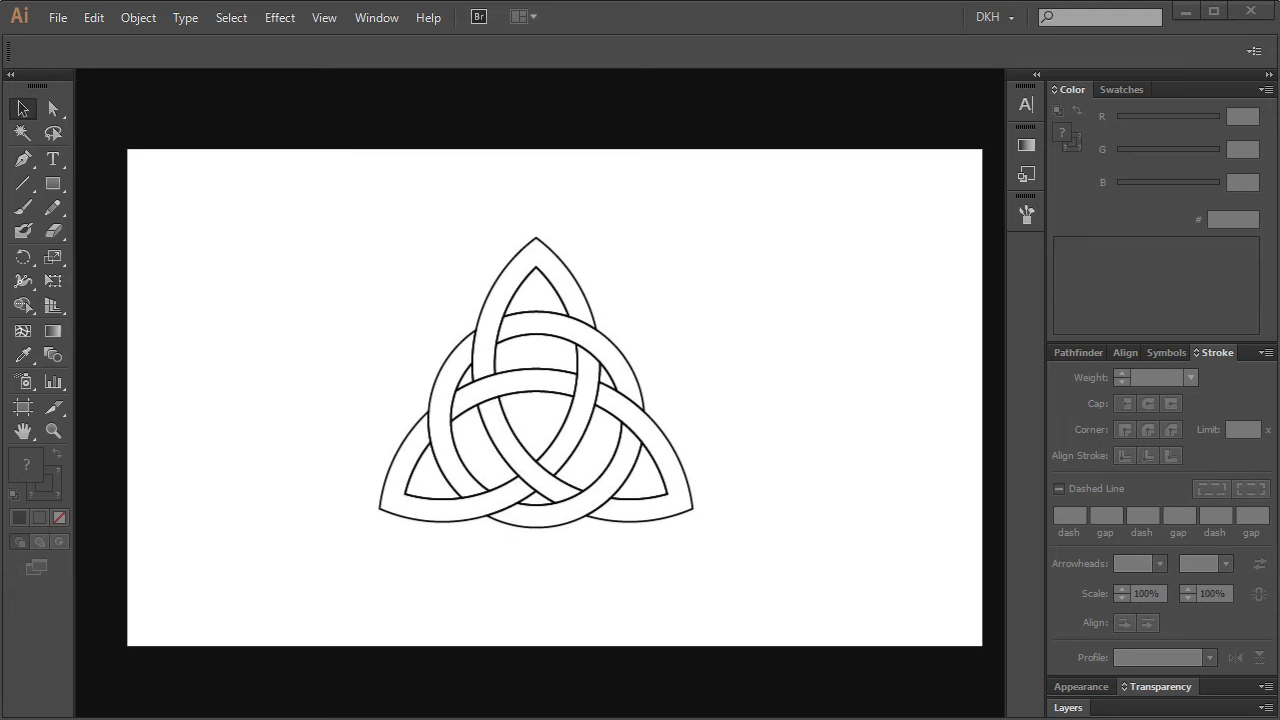 Ai File Edit Object Type Select Effect View Window Help Br DKH
Color Swatches
A
R
?
G
B
#
Pathfinder Align Symbols Stroke
Weight:
Cap:
Corner: Limit: x
Align Stroke:
Dashed Line
dash gap dash gap dash gap
Arrowheads:
Scale: 100% 100%
Align:
Profile:
Appearance Transparency
Layers
T
?